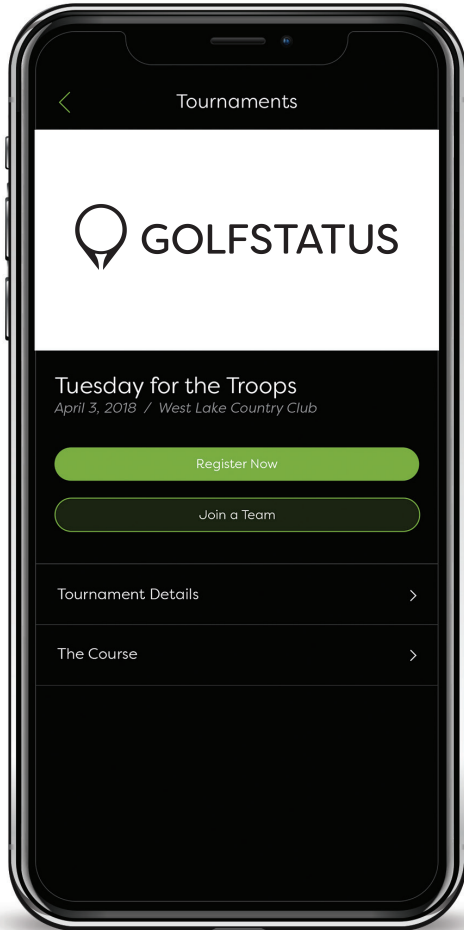 Tournaments
GOLFSTATUS
Tuesday for the Troops
April 3, 2018 / West Lake Country Club
Register Now
Join a Team
Tournament Details
The Course